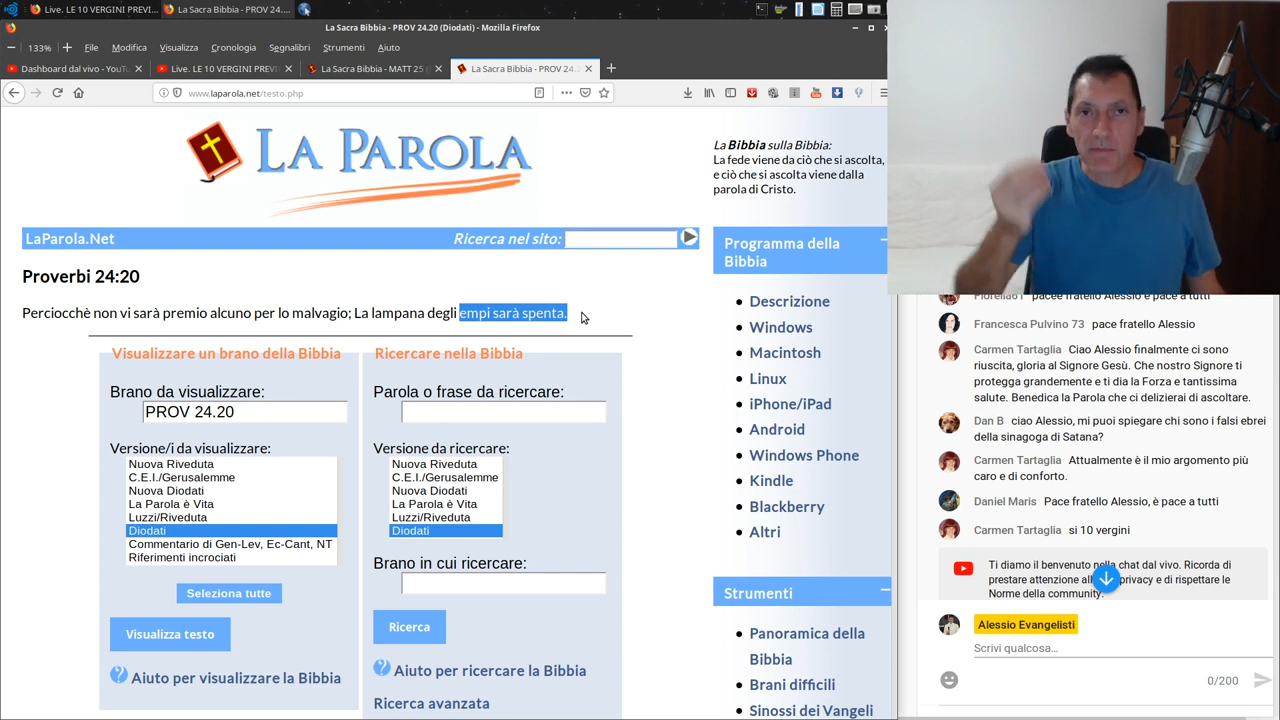 Live. LE 10 VERGINI PREVI...
La Sacra Bibbia - PROV 24....
La Sacra Bibbia - PROV 24.20 (Diodati) - Mozilla Firefox
133%
File
Modifica
Visualizza
Cronologia
Segnalibri
Strumenti
Aiuto
Dashboard dal vivo - YouTu
Live. LE 10 VERGINI PREVI
La Sacra Bibbia - MATT 25 (
La Sacra Bibbia - PROV 24.
www.laparola.net/testo.php
LA PAROLA
La Bibbia sulla Bibbia:
La fede viene da ciò che si ascolta,
e ciò che si ascolta viene dalla
parola di Cristo.
LaParola.Net
Ricerca nel sito:
Proverbi 24:20
Perciocchè non vi sarà premio alcuno per lo malvagio; La lampana degli empi sarà spenta.
Visualizzare un brano della Bibbia
Brano da visualizzare:
PROV 24.20
Versione/i da visualizzare:
Nuova Riveduta
C.E.I./Gerusalemme
Nuova Diodati
La Parola è Vita
Luzzi/Riveduta
Diodati
Commentario di Gen-Lev, Ec-Cant, NT
Riferimenti incrociati
Seleziona tutte
Visualizza testo
Aiuto per visualizzare la Bibbia
Ricercare nella Bibbia
Parola o frase da ricercare:
Versione da ricercare:
Nuova Riveduta
C.E.I./Gerusalemme
Nuova Diodati
La Parola è Vita
Luzzi/Riveduta
Diodati
Brano in cui ricercare:
Ricerca
Aiuto per ricercare la Bibbia
Ricerca avanzata
Programma della
Bibbia
Descrizione
Windows
Macintosh
Linux
iPhone/iPad
Android
Windows Phone
Kindle
Blackberry
Altri
Strumenti
Panoramica della
Bibbia
Brani difficili
Sinossi dei Vangeli
Fiorella61 pacee fratello Alessio e pace a tutti
Francesca Pulvino 73 pace fratello Alessio
Carmen Tartaglia Ciao Alessio finalmente ci sono
riuscita, gloria al Signore Gesù. Che nostro Signore ti
protegga grandemente e ti dia la Forza e tantissima
salute. Benedica la Parola che ci delizierai di ascoltare.
Dan B ciao Alessio, mi puoi spiegare chi sono i falsi ebrei
della sinagoga di Satana?
Carmen Tartaglia Attualmente è il mio argomento più
caro e di conforto.
Daniel Maris Pace fratello Alessio, è pace a tutti
Carmen Tartaglia si 10 vergini
Ti diamo il benvenuto nella chat dal vivo. Ricorda di
prestare attenzione alla privacy e di rispettare le
Norme della community.
Alessio Evangelisti
Scrivi qualcosa...
0/200